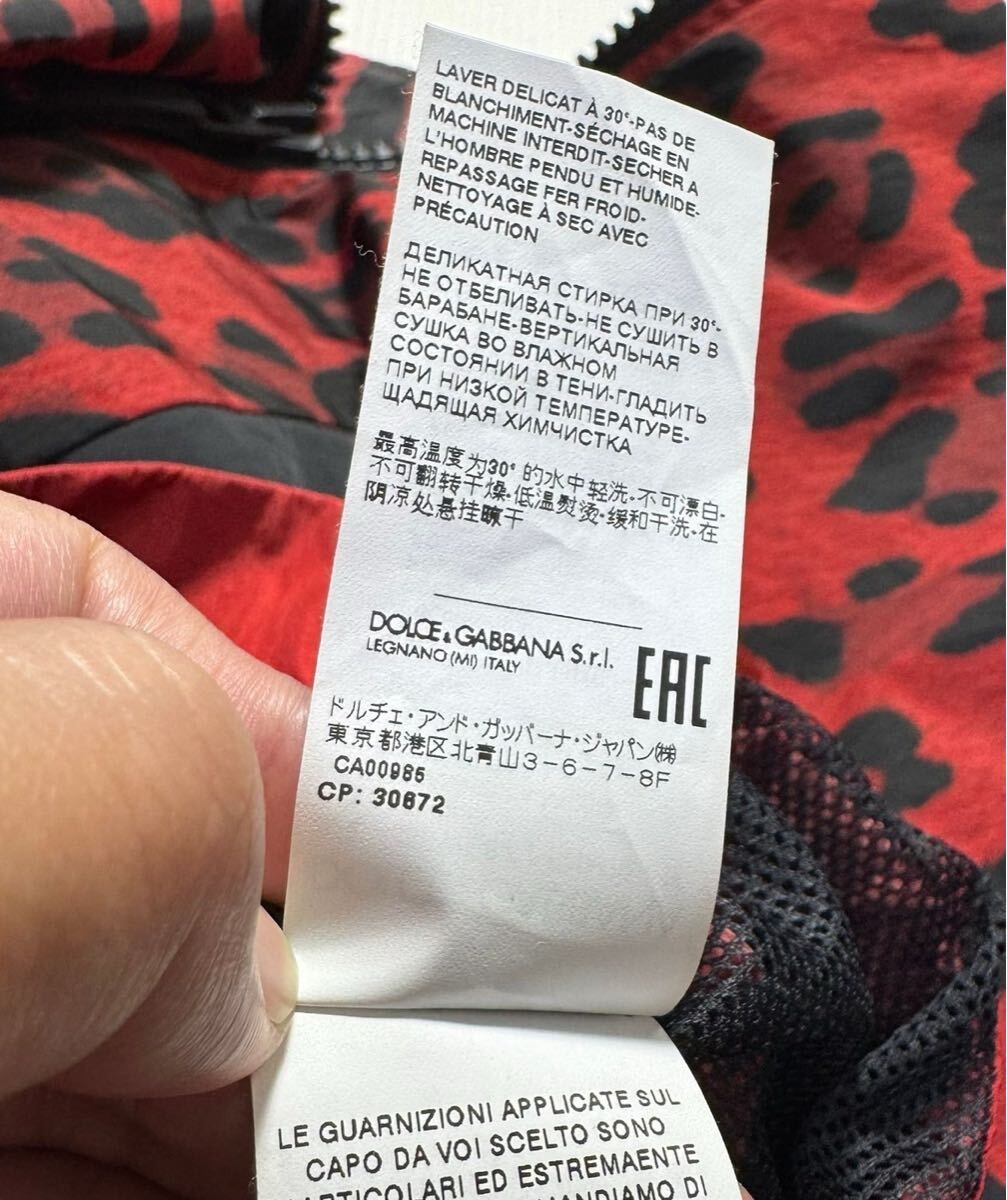 LAVER DELICAT À 30°-PAS DE
BLANCHIMENT-SÉCHAGE EN
MACHINE INTERDIT-SECHER A
L'HOMBRE PENDU ET HUMIDE-
REPASSAGE FER FROID-
NETTOYAGE À SEC AVEC
PRÉCAUTION
ДЕЛИКАТНАЯ СТИРКА ПРИ 30°-
НЕ ОТБЕЛИВАТЬ-НЕ СУШИТЬ В
БАРАБАНЕ-ВЕРТИКАЛЬНАЯ
СУШКА ВО ВЛАЖНОМ
СОСТОЯНИИ В ТЕНИ-ГЛАДИТЬ
ПРИ НИЗКОЙ ТЕМПЕРАТУРЕ-
ЩАДЯЩАЯ ХИМЧИСТКА
最高温度为30° 的水中轻洗-不可漂白-
不可翻转干燥-低温熨烫-缓和干洗-在
阴凉处悬挂晾干
DOLCE & GABBANA S.r.l.
LEGNANO (MI) ITALY
EAC
ドルチェ・アンド・ガッバーナ・ジャパン㈱
東京都港区北青山3-6-7-8F
CA00965
CP: 30672
LE GUARNIZIONI APPLICATE SUL
CAPO DA VOI SCELTO SONO
PARTICOLARI ED ESTREMAENTE
DI